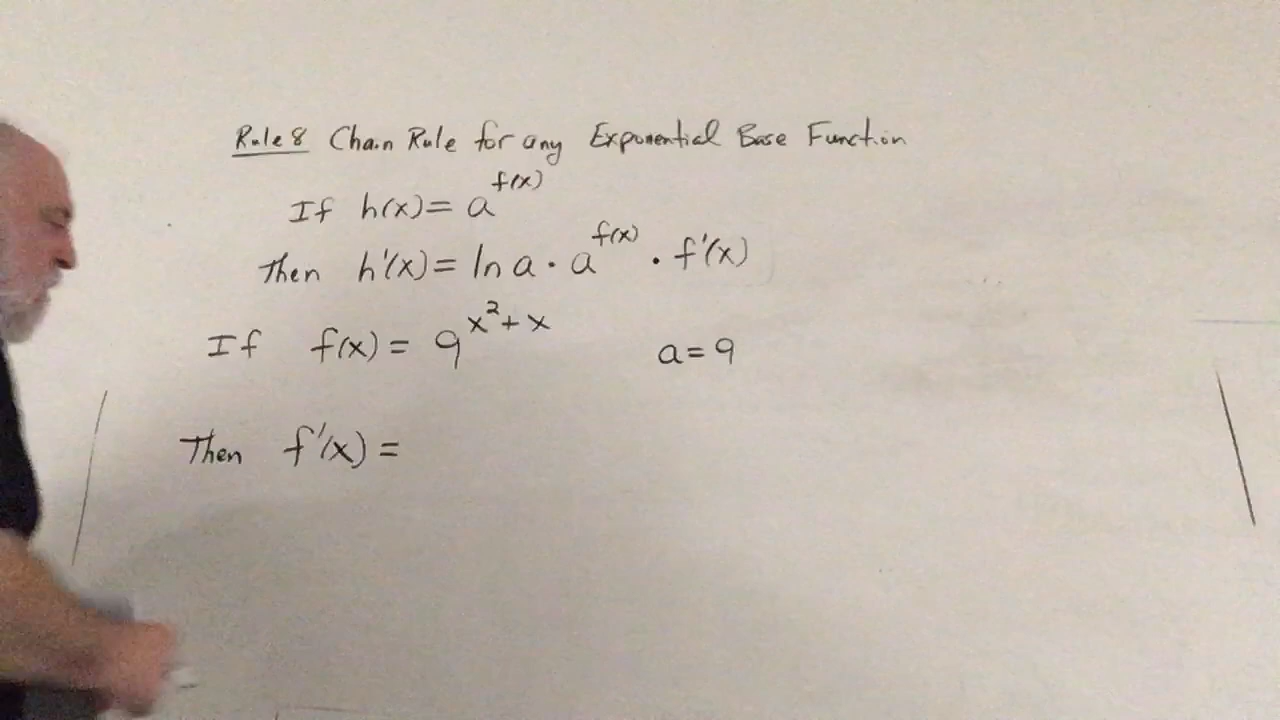 Rule 8 Chain Rule for any Exponential Base Function
If h(x) = a^f(x)
Then h'(x) = ln a · a^f(x) · f'(x)
If f(x) = 9^x²+x a = 9
Then f'(x) =